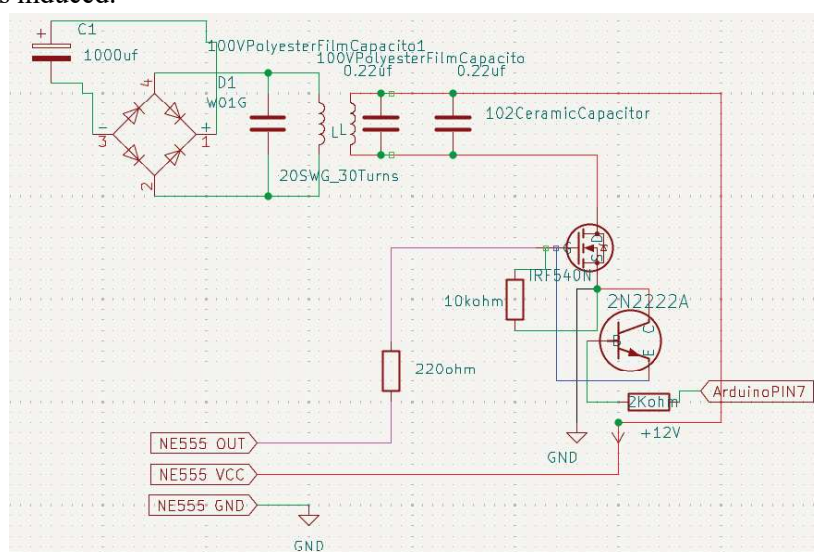 s induced.
C1
1000uf
100VPolyesterFilmCapacito1
100VPolyesterFilmCapacito
0.22uf
0.22uf
+
4
D1
W01G
102CeramicCapacitor
-
+
3
1
L
L
2
20SWG_30Turns
G
D
S
IRF540N
10kohm
2N2222A
C
B
E
220ohm
2Kohm
ArduinoPIN7
+12V
NE555 OUT
GND
NE555 VCC
NE555 GND
GND